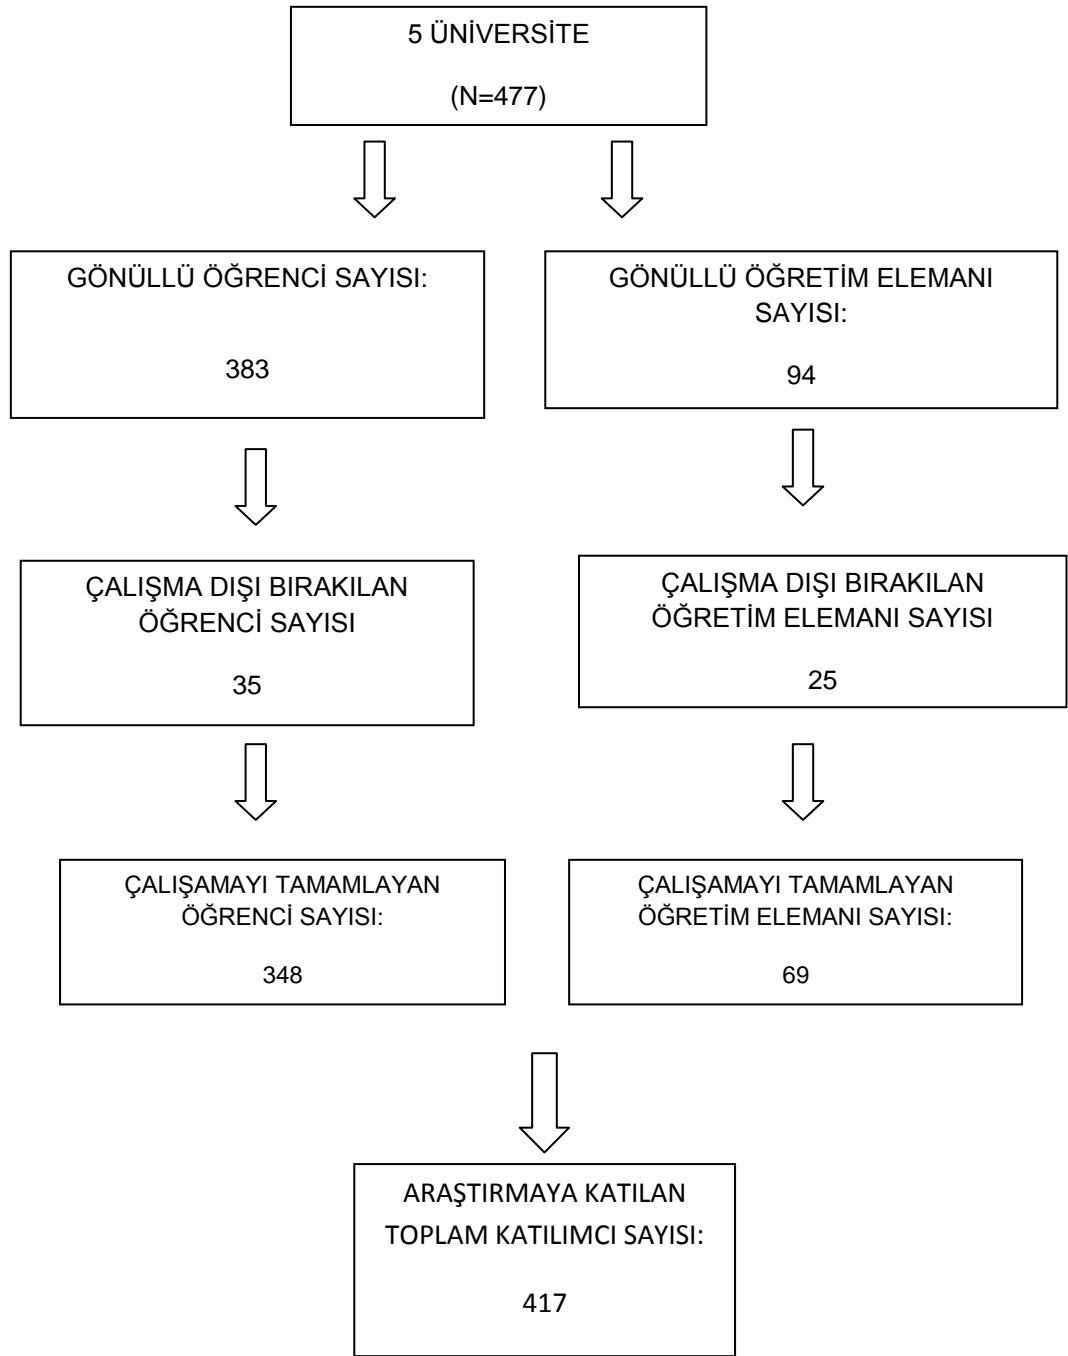 5 ÜNİVERSİTE
(N=477)
GÖNÜLLÜ ÖĞRENCİ SAYISI:
383
GÖNÜLLÜ ÖĞRETİM ELEMANI
SAYISI:
94
ÇALIŞMA DIŞI BIRAKILAN
ÖĞRENCİ SAYISI
35
ÇALIŞMA DIŞI BIRAKILAN
ÖĞRETİM ELEMANI SAYISI
25
ÇALIŞAMAYI TAMAMLAYAN
ÖĞRENCİ SAYISI:
348
ÇALIŞAMAYI TAMAMLAYAN
ÖĞRETİM ELEMANI SAYISI:
69
ARAŞTIRMAYA KATILAN
TOPLAM KATILIMCI SAYISI:
417